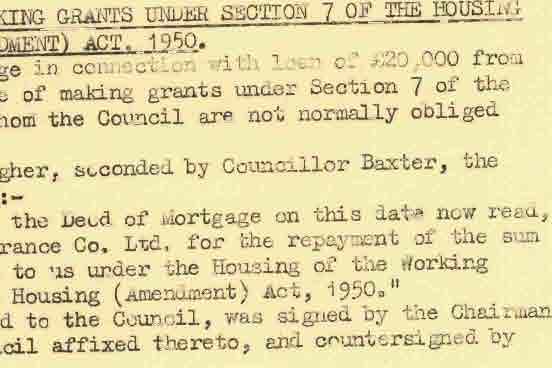 KING GRANTS UNDER SECTION 7 OF THE HOUSING
DMENT) ACT. 1950.
ge in connection with loan of £20,000 from
e of making grants under Section 7 of the
hom the Council are not normally obliged
gher, seconded by Councillor Baxter, the
:-
the Deed of Mortgage on this date now read,
rance Co. Ltd. for the repayment of the sum
to us under the Housing of the Working
Housing (Amendment) Act, 1950."
d to the Council, was signed by the Chairman
cil affixed thereto, and countersigned by